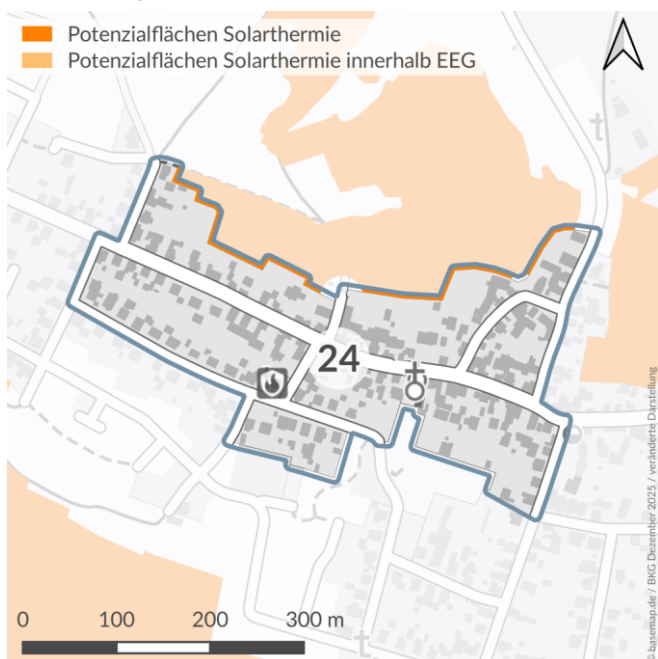 Potenzialflächen Solarthermie
Potenzialflächen Solarthermie innerhalb EEG
24
0 100 200 300 m
© basemap.de / BKG Dezember 2025 / veränderte Darstellung